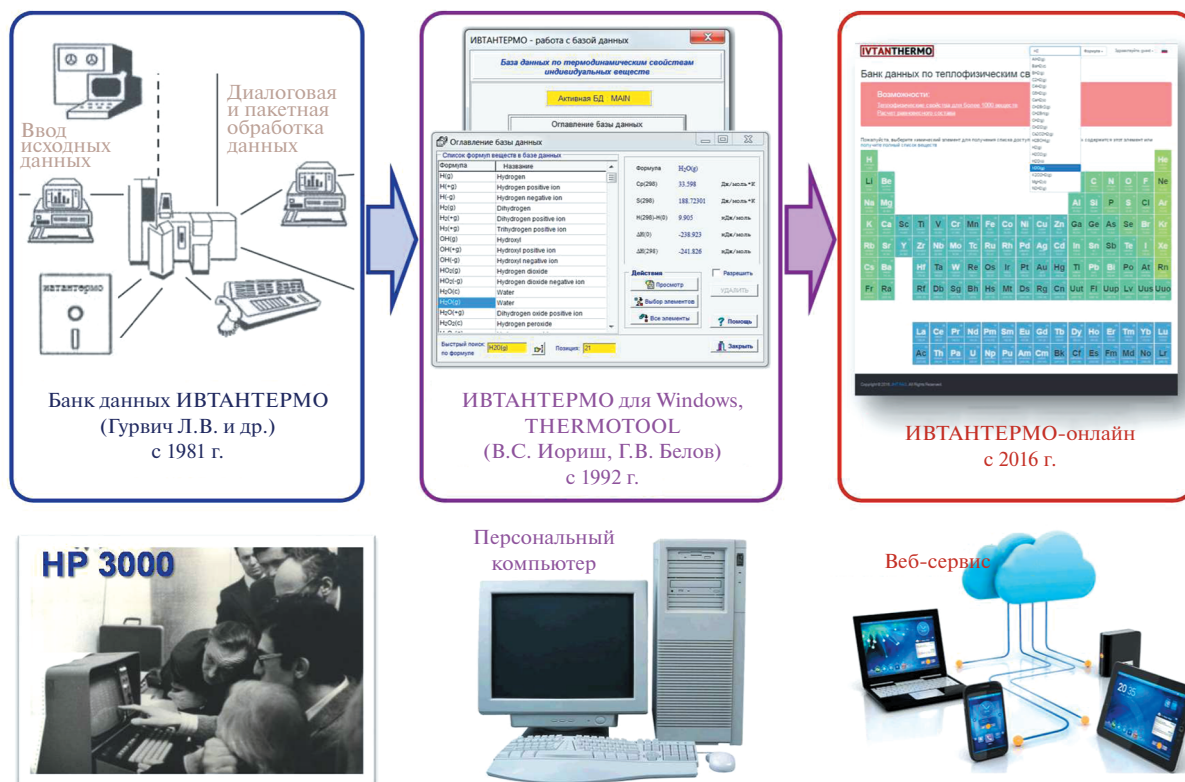 Ввод
исходных
данных
Диалоговая
и пакетная
обработка
данных
ивтантермо
Банк данных ИВТАНТЕРМО
(Гурвич Л.В. и др.)
с 1981 г.
ИВТАНТЕРМО - работа с базой данных
База данных по термодинамическим свойствам
индивидуальных веществ
Активная БД MAIN
Оглавление базы данных
Оглавление базы данных
Список формул веществ в базе данных
Формула Название
H(g) Hydrogen
H(+g) Hydrogen positive ion
H(-g) Hydrogen negative ion
H₂(g) Dihydrogen
H₂(+g) Dihydrogen positive ion
H₃(+g) Trihydrogen positive ion
OH(g) Hydroxyl
OH(+g) Hydroxyl positive ion
OH(-g) Hydroxyl negative ion
HO₂(g) Hydrogen dioxide
HO₂(-g) Hydrogen dioxide negative ion
H₂O(c) Water
H₂O(g) Water
H₂O(+g) Dihydrogen oxide positive ion
H₂O₂(c) Hydrogen peroxide
Формула H₂O(g)
Cp(298) 33.598 Дж/моль*К
S(298) 188.72301 Дж/моль*К
H(298)-H(0) 9.905 кДж/моль
ΔH(0) -238.923 кДж/моль
ΔH(298) -241.826 кДж/моль
Действия
Просмотр
Выбор элементов
Все элементы
Разрешить
УДАЛИТЬ
? Помощь
Закрыть
Быстрый поиск
по формуле
H2O(g)
Позиция: 21
ИВТАНТЕРМО для Windows,
THERMOTOOL
(В.С. Иориш, Г.В. Белов)
с 1992 г.
IVTANTHERMO
Банк данных по теплофизическим св
Возможности:
Теплофизические свойства для более 1000 веществ
Расчет равновесного состава
H He
Li Be C N O F Ne
Na Mg Al Si P S Cl Ar
K Ca Sc Ti V Cr Mn Fe Co Ni Cu Zn Ga Ge As Se Br Kr
Rb Sr Y Zr Nb Mo Tc Ru Rh Pd Ag Cd In Sn Sb Te I Xe
Cs Ba Hf Ta W Re Os Ir Pt Au Hg Tl Pb Bi Po At Rn
Fr Ra Rf Db Sg Bh Hs Mt Ds Rg Cn Uut Fl Uup Lv Uus Uuo
La Ce Pr Nd Pm Sm Eu Gd Tb Dy Ho Er Tm Yb Lu
Ac Th Pa U Np Pu Am Cm Bk Cf Es Fm Md No Lr
ИВТАНТЕРМО-онлайн
с 2016 г.
HP 3000
Персональный
компьютер
Веб-сервис
20 35